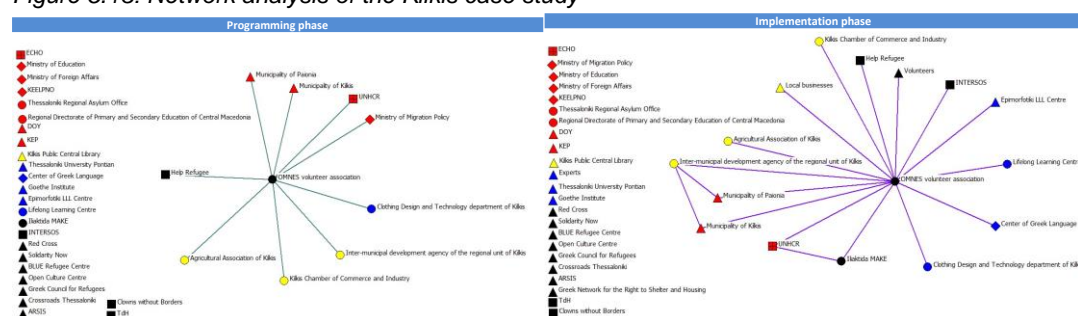 Figure 3.13. Network analysis of the Kilkis case study
Programming phase
ECHO
Ministry of Education
Ministry of Foreign Affairs
KEELPNO
Thessaloniki Regional Asylum Office
Regional Directorate of Primary and Secondary Education of Central Macedonia
DOY
KEP
Kilkis Public Central Library
Thessaloniki University Pontian
Center of Greek Language
Goethe Institute
Epimorfotiki LLL Centre
Lifelong Learning Centre
Iliaktida MAKE
INTERSOS
Red Cross
Solidarity Now
BLUE Refugee Centre
Open Culture Centre
Greek Council for Refugees
Crossroads Thessaloniki
ARSIS
Clowns without Borders
TdH
Municipality of Paionia
Municipality of Kilkis
UNHCR
Ministry of Migration Policy
Help Refugee
OMNES volunteer association
Clothing Design and Technology department of Kilkis
Agricultural Association of Kilkis
Inter-municipal development agency of the regional unit of Kilkis
Kilkis Chamber of Commerce and Industry
Implementation phase
ECHO
Ministry of Migration Policy
Ministry of Education
Ministry of Foreign Affairs
KEELPNO
Thessaloniki Regional Asylum Office
Regional Directorate of Primary and Secondary Education of Central Macedonia
DOY
KEP
Kilkis Public Central Library
Experts
Thessaloniki University Pontian
Goethe Institute
Red Cross
Solidarity Now
BLUE Refugee Centre
Open Culture Centre
Greek Council for Refugees
Crossroads Thessaloniki
ARSIS
Greek Network for the Right to Shelter and Housing
TdH
Clowns without Borders
Kilkis Chamber of Commerce and Industry
Help Refugee
Volunteers
Local businesses
INTERSOS
Epimorfotiki LLL Centre
Agricultural Association of Kilkis
Inter-municipal development agency of the regional unit of Kilkis
Lifelong Learning Centr
OMNES volunteer association
Municipality of Paionia
Municipality of Kilkis
Center of Greek Language
UNHCR
Iliaktida MAKE
Clothing Design and Technology department of Kil